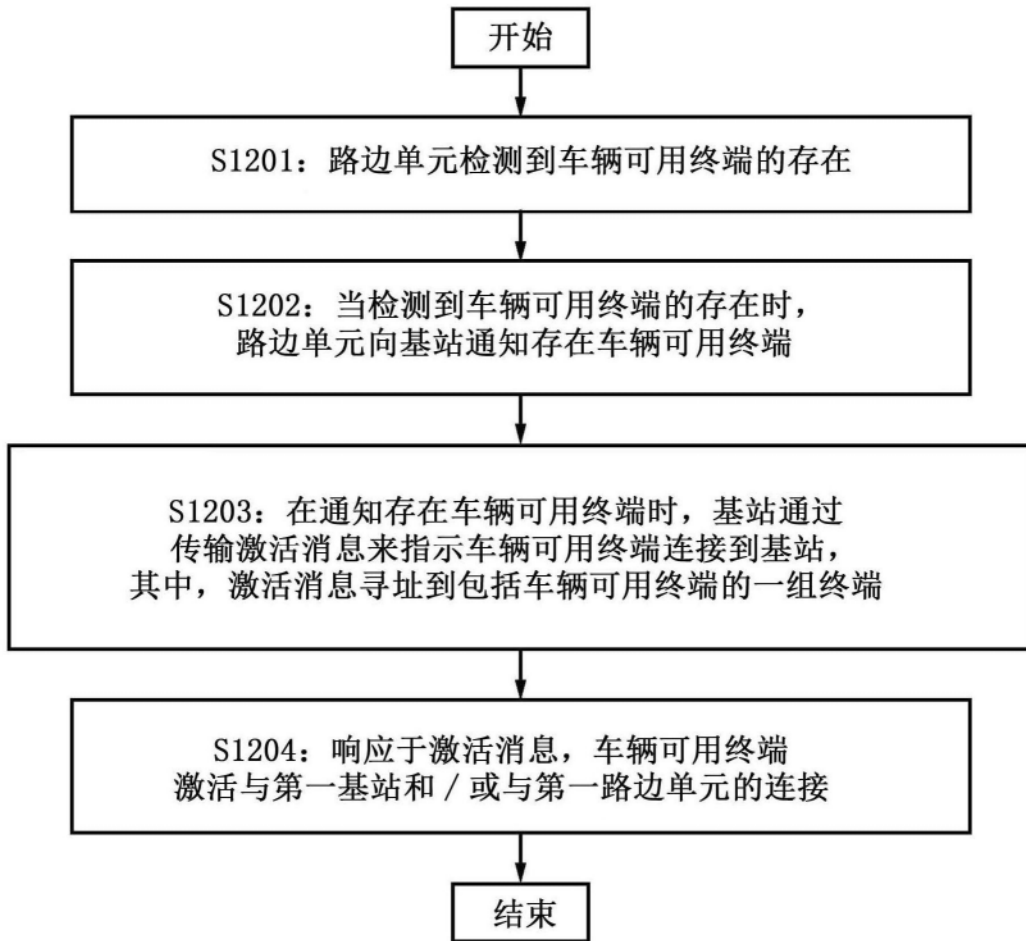 开始
S1201：路边单元检测到车辆可用终端的存在
S1202：当检测到车辆可用终端的存在时，
路边单元向基站通知存在车辆可用终端
S1203：在通知存在车辆可用终端时，基站通过
传输激活消息来指示车辆可用终端连接到基站，
其中，激活消息寻址到包括车辆可用终端的一组终端
S1204：响应于激活消息，车辆可用终端
激活与第一基站和/或与第一路边单元的连接
结束